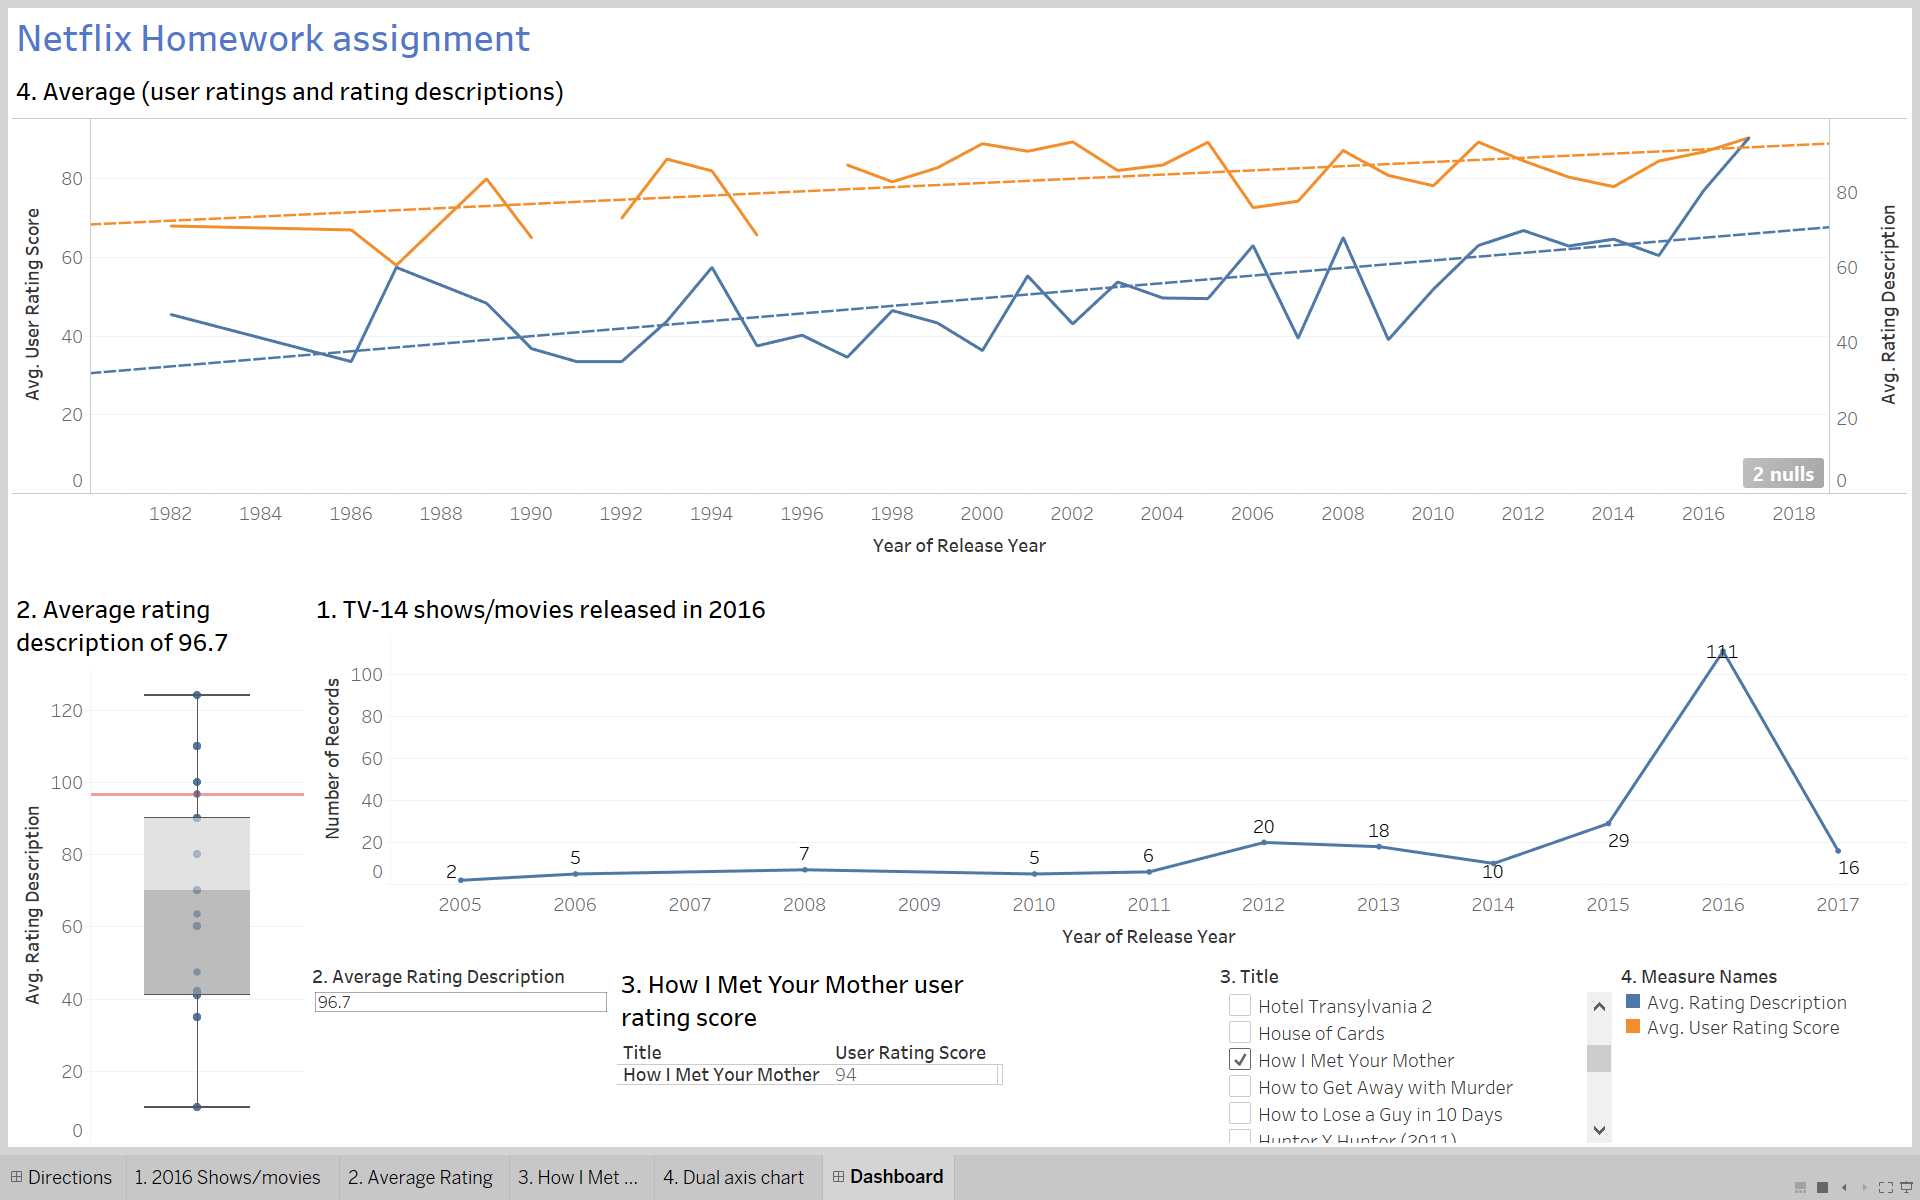 Netflix Homework assignment
4. Average (user ratings and rating descriptions)
Avg. User Rating Score
80
60
40
20
0
80
60
40
20
0
Avg. Rating Description
2 nulls
1982 1984 1986 1988 1990 1992 1994 1996 1998 2000 2002 2004 2006 2008 2010 2012 2014 2016 2018
Year of Release Year
2. Average rating
description of 96.7
Avg. Rating Description
120
100
80
60
40
20
0
1. TV-14 shows/movies released in 2016
Number of Records
100
80
60
40
20
0
2 5 7 5 6 20 18 10 29 111 16
2005 2006 2007 2008 2009 2010 2011 2012 2013 2014 2015 2016 2017
Year of Release Year
2. Average Rating Description
96.7
3. How I Met Your Mother user
rating score
Title User Rating Score
How I Met Your Mother 94
3. Title
Hotel Transylvania 2
House of Cards
How I Met Your Mother
How to Get Away with Murder
How to Lose a Guy in 10 Days
Hunter X Hunter (2011)
4. Measure Names
Avg. Rating Description
Avg. User Rating Score
Directions 1. 2016 Shows/movies 2. Average Rating 3. How I Met ... 4. Dual axis chart Dashboard